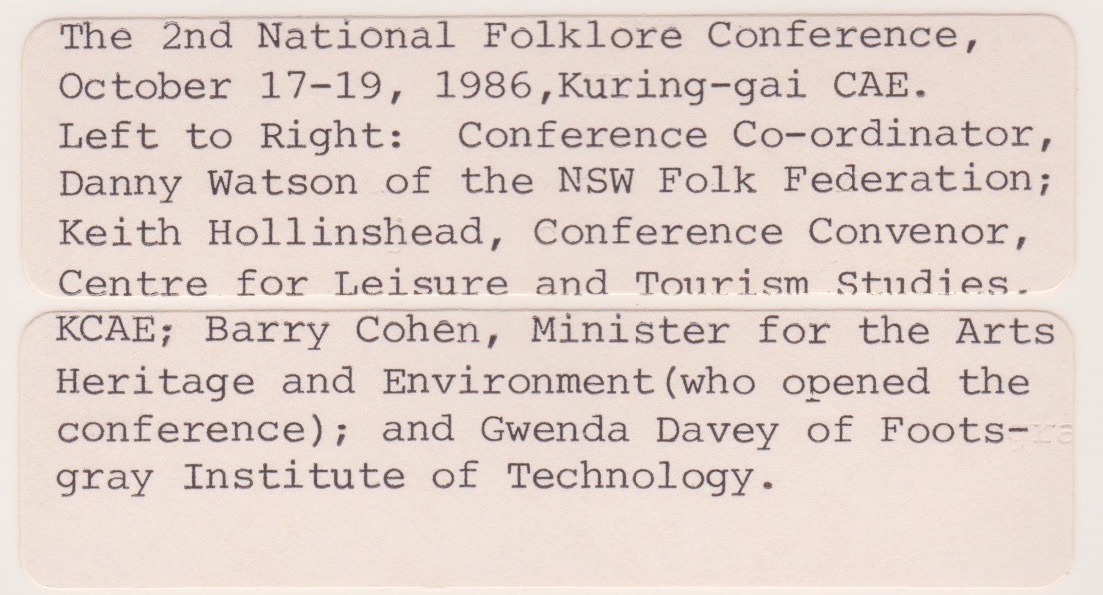 The 2nd National Folklore Conference,
October 17-19, 1986,Kuring-gai CAE.
Left to Right:  Conference Co-ordinator,
Danny Watson of the NSW Folk Federation;
Keith Hollinshead, Conference Convenor,
Centre for Leisure and Tourism Studies.
KCAE; Barry Cohen, Minister for the Arts
Heritage and Environment(who opened the
conference); and Gwenda Davey of Foots-
gray Institute of Technology.